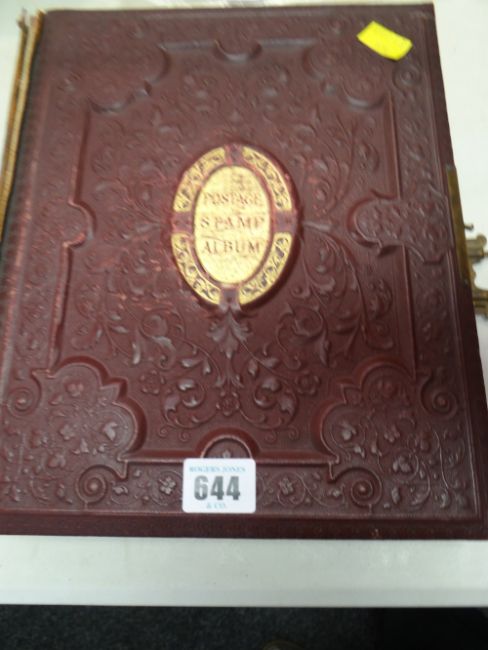 POSTAGE
STAMP
ALBUM
ROGERS JONES
644
& CO.